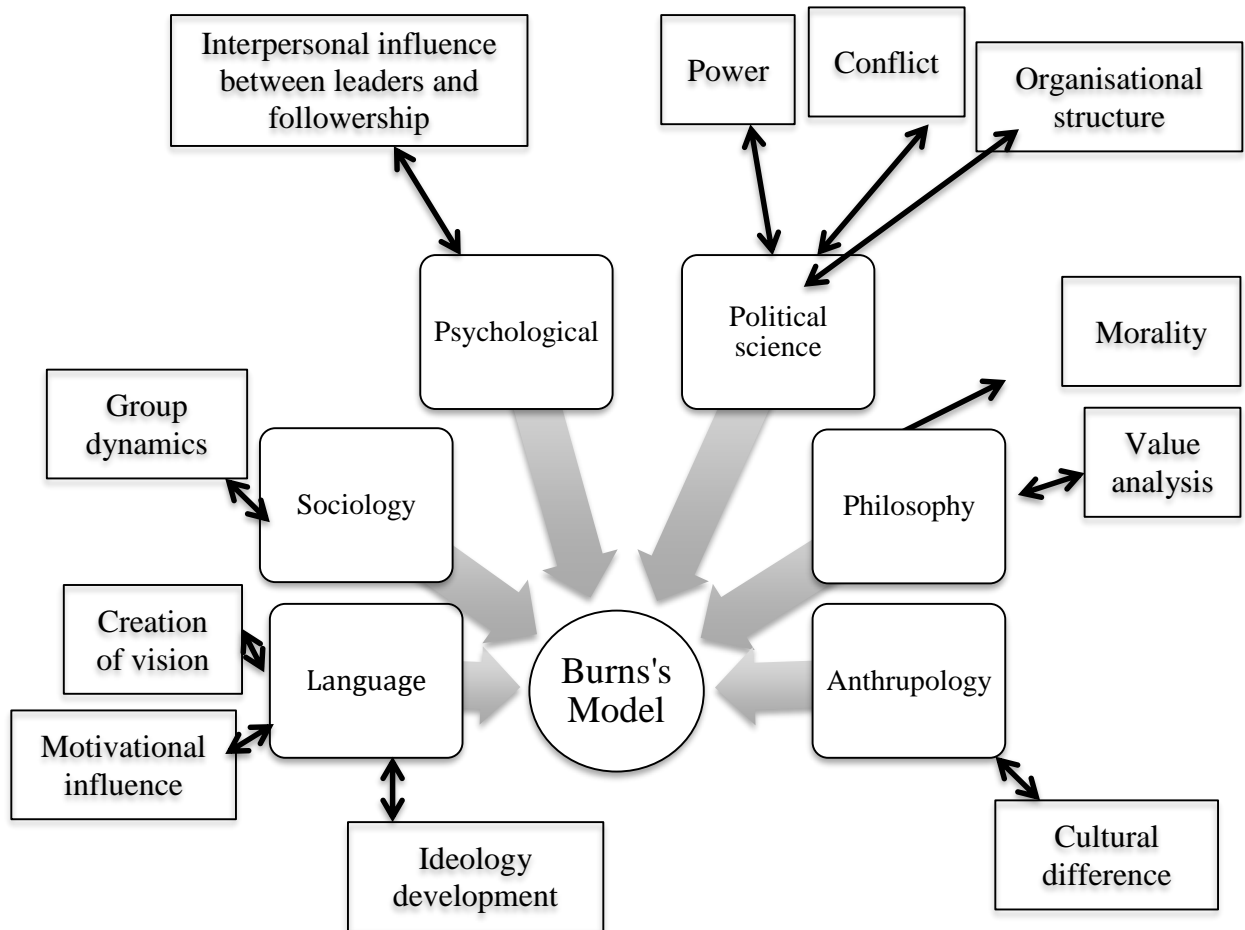 Interpersonal influence
between leaders and
followership
Power
Conflict
Organisational
structure
Psychological
Political
science
Morality
Group
dynamics
Sociology
Philosophy
Value
analysis
Creation
of vision
Language
Burns's
Model
Anthrupology
Motivational
influence
Ideology
development
Cultural
difference